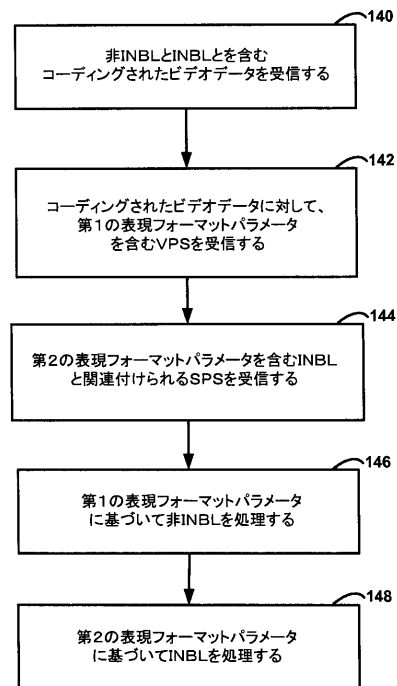 140
非INBLとINBLとを含む
コーディングされたビデオデータを受信する
142
コーディングされたビデオデータに対して、
第1の表現フォーマットパラメータ
を含むVPSを受信する
144
第2の表現フォーマットパラメータを含むINBL
と関連付けられるSPSを受信する
146
第1の表現フォーマットパラメータ
に基づいて非INBLを処理する
148
第2の表現フォーマットパラメータ
に基づいてINBLを処理する